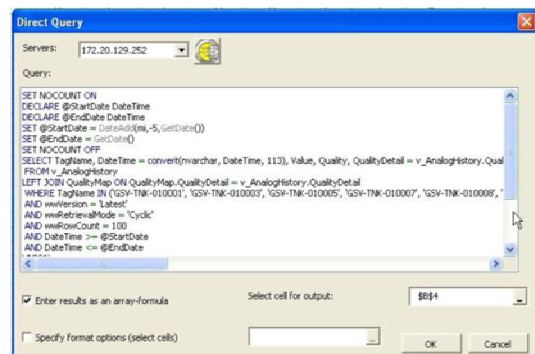 Direct Query
Servers:
172.20.129.252
Query:
SET NOCOUNT ON
DECLARE @StartDate DateTime
DECLARE @EndDate DateTime
SET @StartDate = DateAdd(mi,-5,GetDate())
SET @EndDate = GetDate()
SET NOCOUNT OFF
SELECT TagName, DateTime = convert(nvarchar, DateTime, 113), Value, Quality, QualityDetail = v_AnalogHistory.Qual
FROM v_AnalogHistory
LEFT JOIN QualityMap ON QualityMap.QualityDetail = v_AnalogHistory.QualityDetail
WHERE TagName IN ('GSV-TNK-010001', 'GSV-TNK-010003', 'GSV-TNK-010005', 'GSV-TNK-010007', 'GSV-TNK-010008', '
AND wwVersion = 'Latest'
AND wwRetrievalMode = 'Cyclic'
AND wwRowCount = 100
AND DateTime >= @StartDate
AND DateTime <= @EndDate
Enter results as an array-formula
Select cell for output:
$B$4
Specify format options (select cells)
...
OK
Cancel